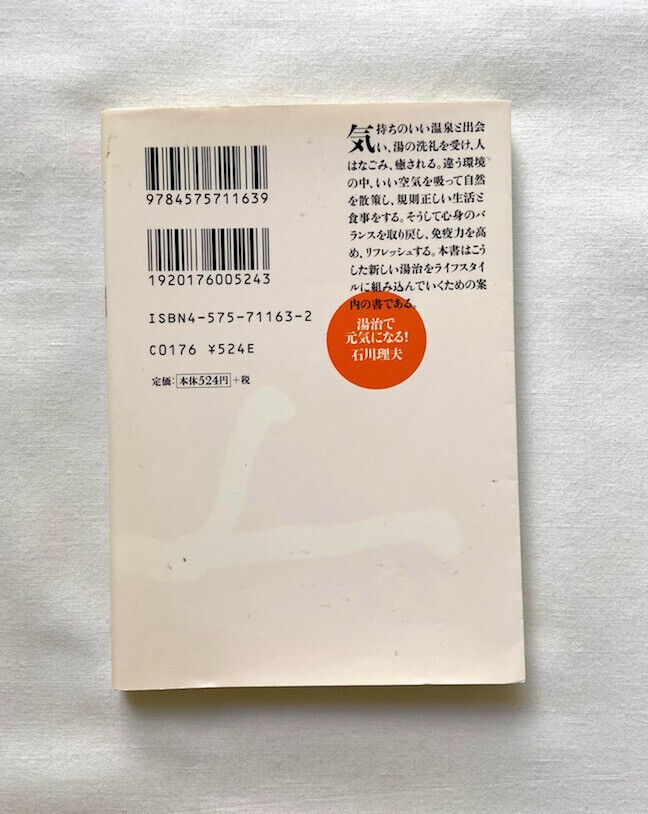 9784575711639
1920176005243
ISBN4-575-71163-2
C0176 ¥524E
定価：本体524円+税
気持ちのいい温泉と出会
い、湯の洗礼を受け、人
はなごみ、癒される。違う環境
の中、いい空気を吸って自然
を散策し、規則正しい生活と
食事をする。そうして心身のバ
ランスを取り戻し、免疫力を高
め、リフレッシュする。本書はこう
した新しい湯治をライフスタイ
ルに組み込んでいくための案
内の書である。
湯治で
元気になる!
石川理夫